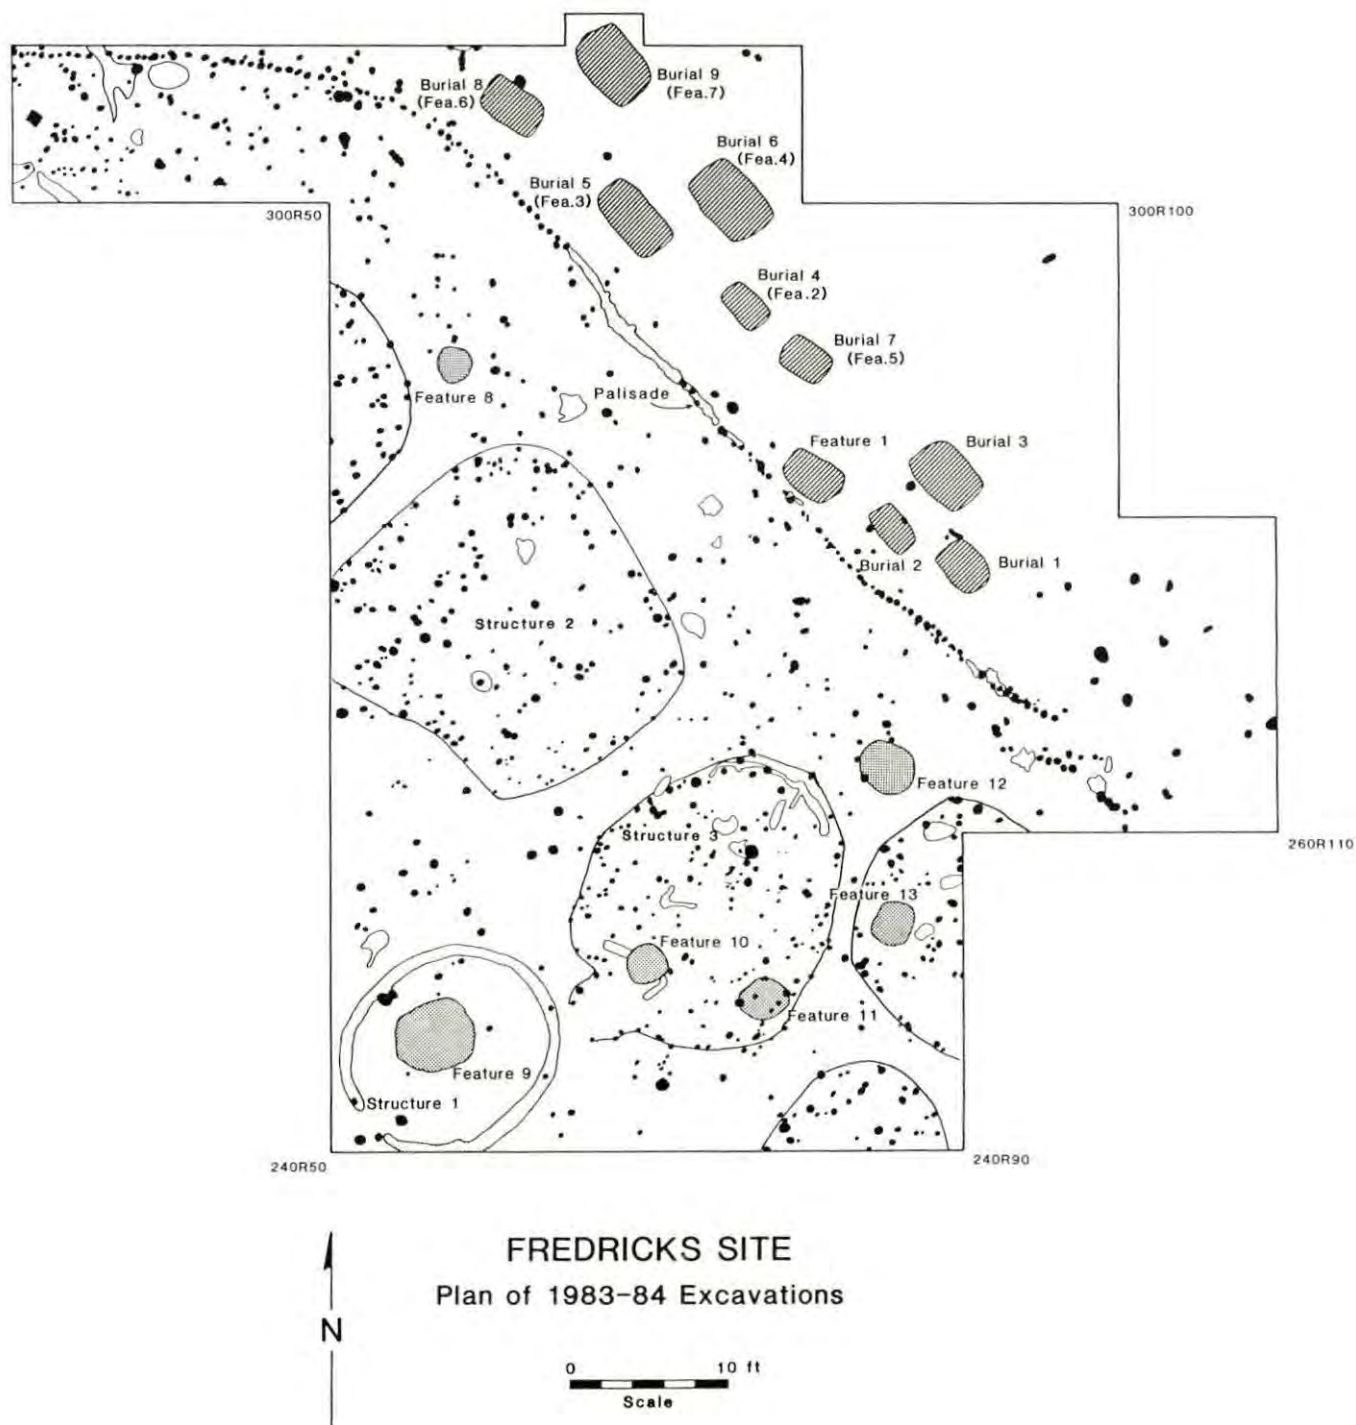 Burial 9
(Fea.7)
Burial 8
(Fea.6)
Burial 6
(Fea.4)
Burial 5
(Fea.3)
300R50
300R100
Burial 4
(Fea.2)
Burial 7
(Fea.5)
Feature 8
Palisade
Feature 1
Burial 3
Burial 2
Burial 1
Structure 2
Feature 12
Structure 3
260R110
Feature 13
Feature 10
Feature 11
Feature 9
Structure 1
240R50
240R90
FREDRICKS SITE
Plan of 1983-84 Excavations
N
0 10 ft
Scale